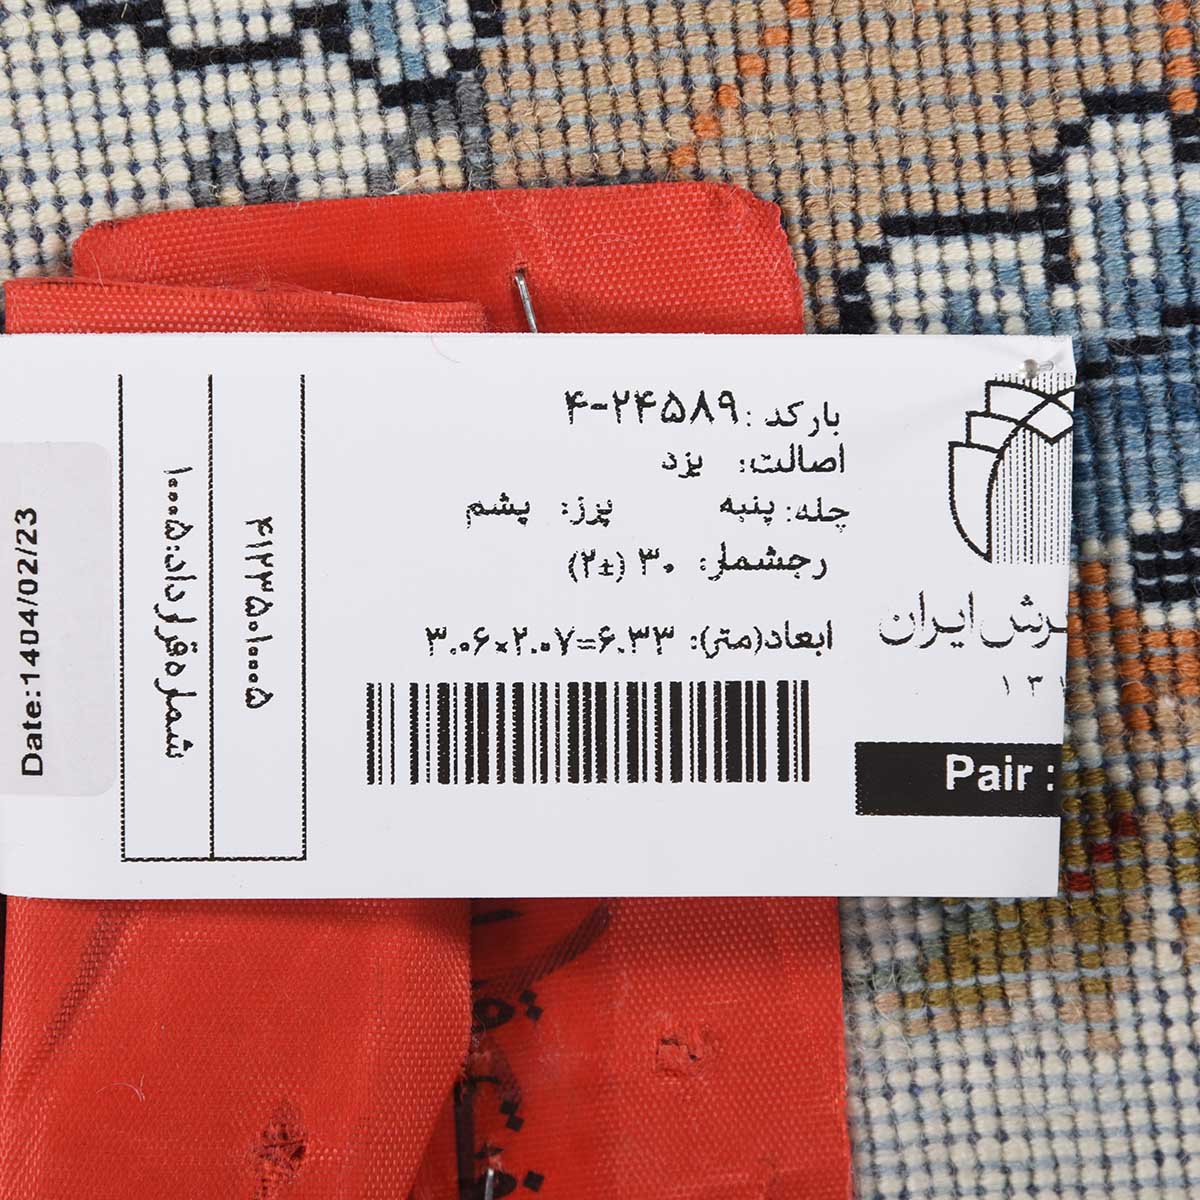 بارکد: ۲۴۵۸۹-۴
اصالت: یزد
چله: پنبه پرز: پشم
رجشمار: ۳۰ (±۲)
ابعاد(متر): ۳.۰۶×۲.۰۷=۶.۳۳
ایران
Pair :
۴۱۲۳۵۰۱۰۰۰۵
شماره قرارداد: ۱۰۰۰۵
Date:1404/02/23